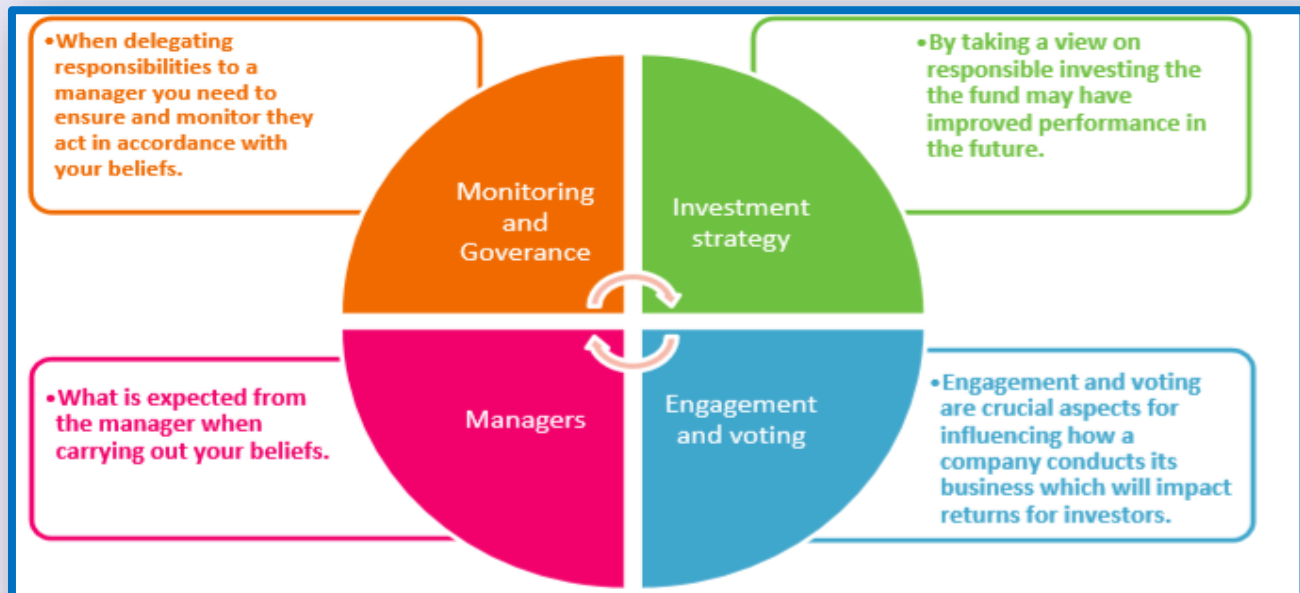 •When delegating
responsibilities to a
manager you need to
ensure and monitor they
act in accordance with
your beliefs.
•By taking a view on
responsible investing the
the fund may have
improved performance in
the future.
Monitoring
and
Goverance
Investment
strategy
Managers
Engagement
and voting
•What is expected from
the manager when
carrying out your beliefs.
•Engagement and voting
are crucial aspects for
influencing how a
company conducts its
business which will impact
returns for investors.